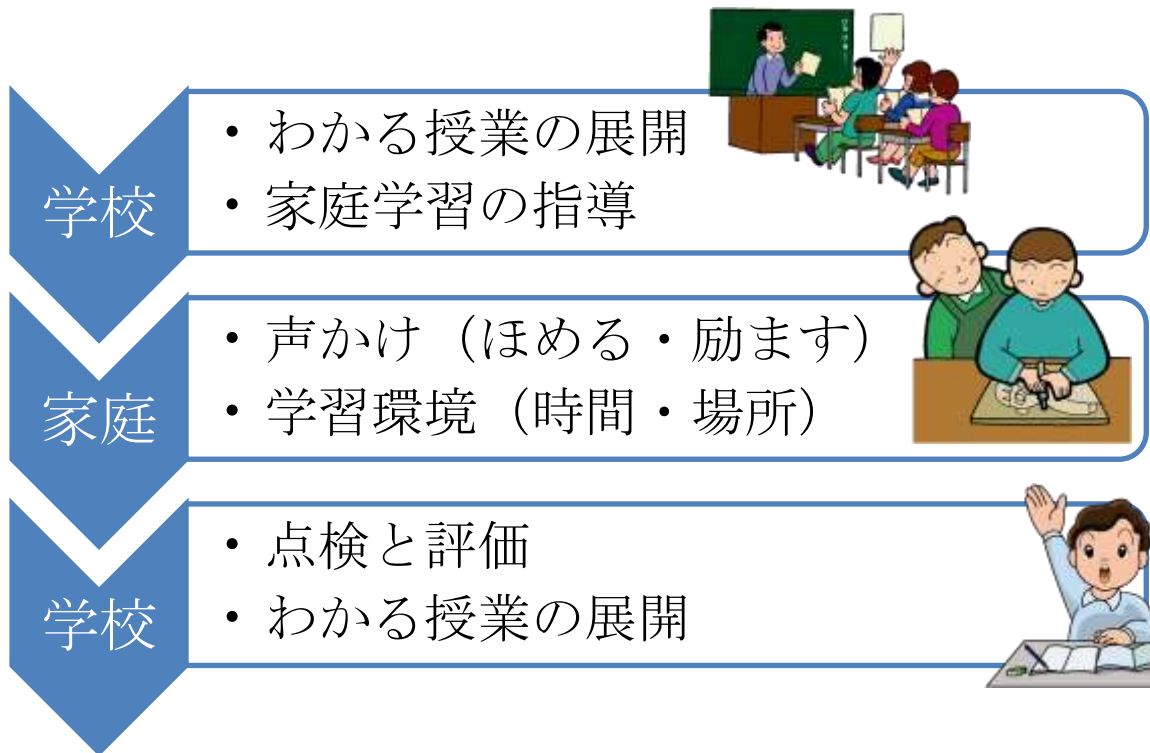 学校
・わかる授業の展開
・家庭学習の指導
家庭
・声かけ（ほめる・励ます）
・学習環境（時間・場所）
学校
・点検と評価
・わかる授業の展開